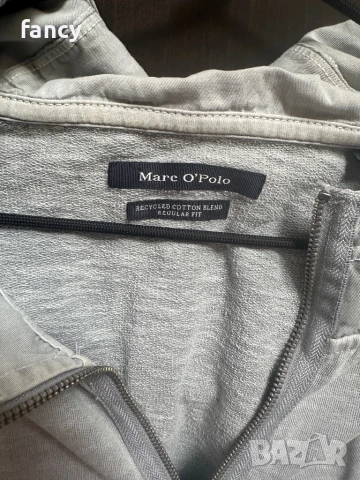 fancy
Marc O'Polo
RECYCLED COTTON BLEND
REGULAR FIT
BAZAR